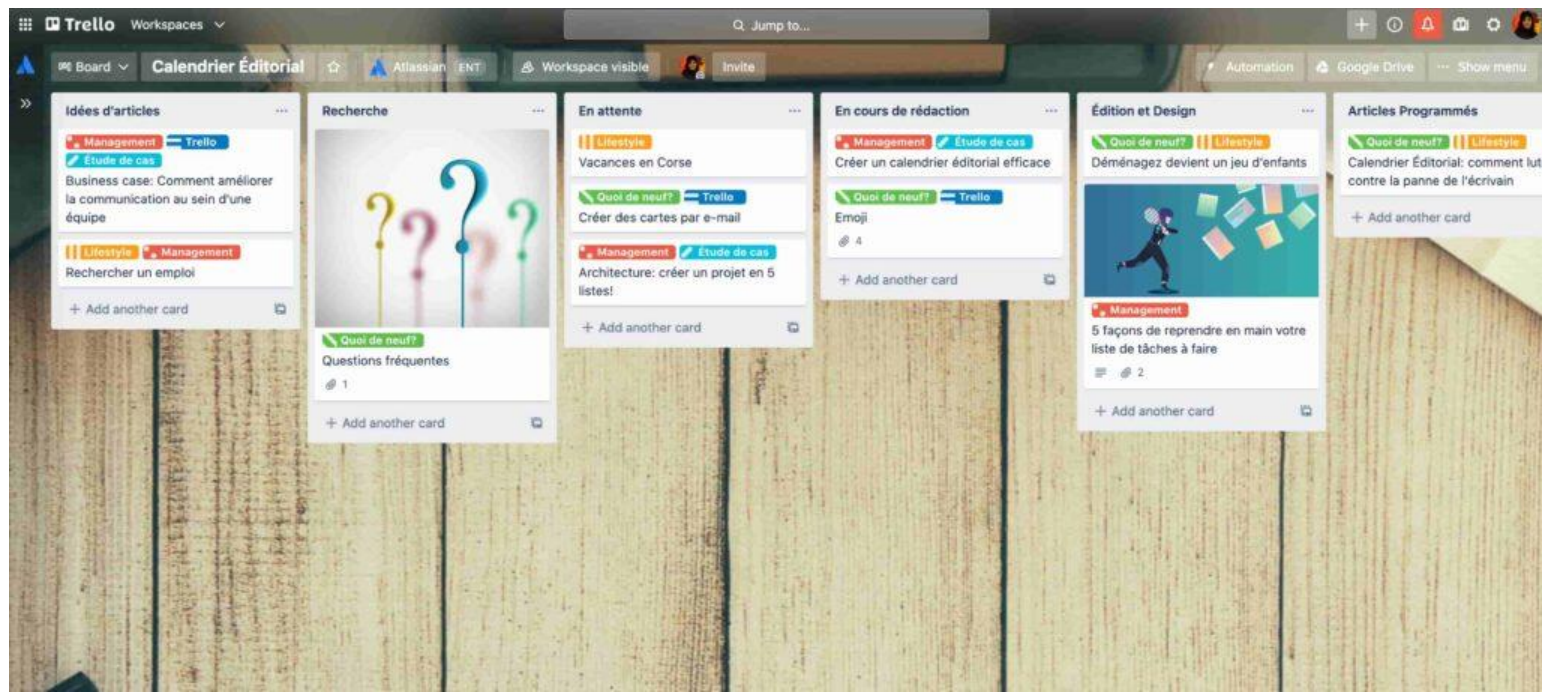 Trello Workspaces Jump to...
Board Calendrier Éditorial Atlassian ENT Workspace visible Invite Automation Google Drive ... Show menu
Idées d'articles
Management Trello
Étude de cas
Business case: Comment améliorer
la communication au sein d'une
équipe
Lifestyle Management
Rechercher un emploi
+ Add another card
Recherche
Quoi de neuf?
Questions fréquentes
1
+ Add another card
En attente
Lifestyle
Vacances en Corse
Quoi de neuf? Trello
Créer des cartes par e-mail
Management Étude de cas
Architecture: créer un projet en 5
listes!
+ Add another card
En cours de rédaction
Management Étude de cas
Créer un calendrier éditorial efficace
Quoi de neuf? Trello
Emoji
4
+ Add another card
Édition et Design
Quoi de neuf? Lifestyle
Déménagez devient un jeu d'enfants
Management
5 façons de reprendre en main votre
liste de tâches à faire
2
+ Add another card
Articles Programmés
Quoi de neuf? Lifestyle
Calendrier Éditorial: comment lut
contre la panne de l'écrivain
+ Add another card